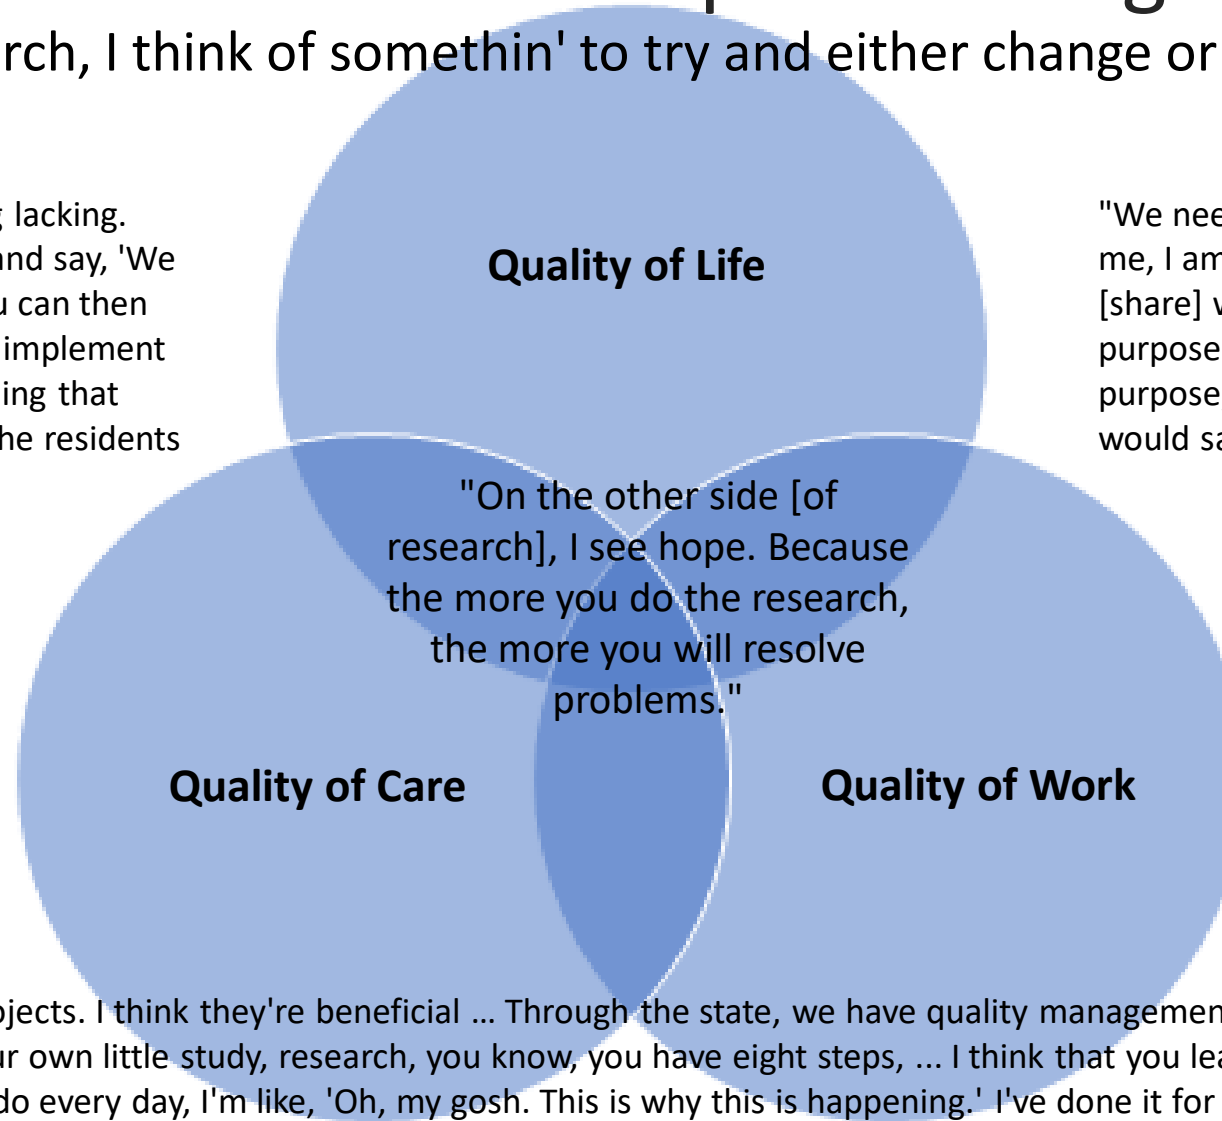 rch, I think of somethin' to try and either change or
lacking.
and say, 'We
u can then
implement
ing that
he residents
"We nee
me, I am
[share] w
purpose
purpose
would sa
Quality of Life
"On the other side [of
research], I see hope. Because
the more you do the research,
the more you will resolve
problems."
Quality of Care
Quality of Work
jects. I think they're beneficial ... Through the state, we have quality managemen
ur own little study, research, you know, you have eight steps, ... I think that you lea
do every day, I'm like, 'Oh, my gosh. This is why this is happening.' I've done it for